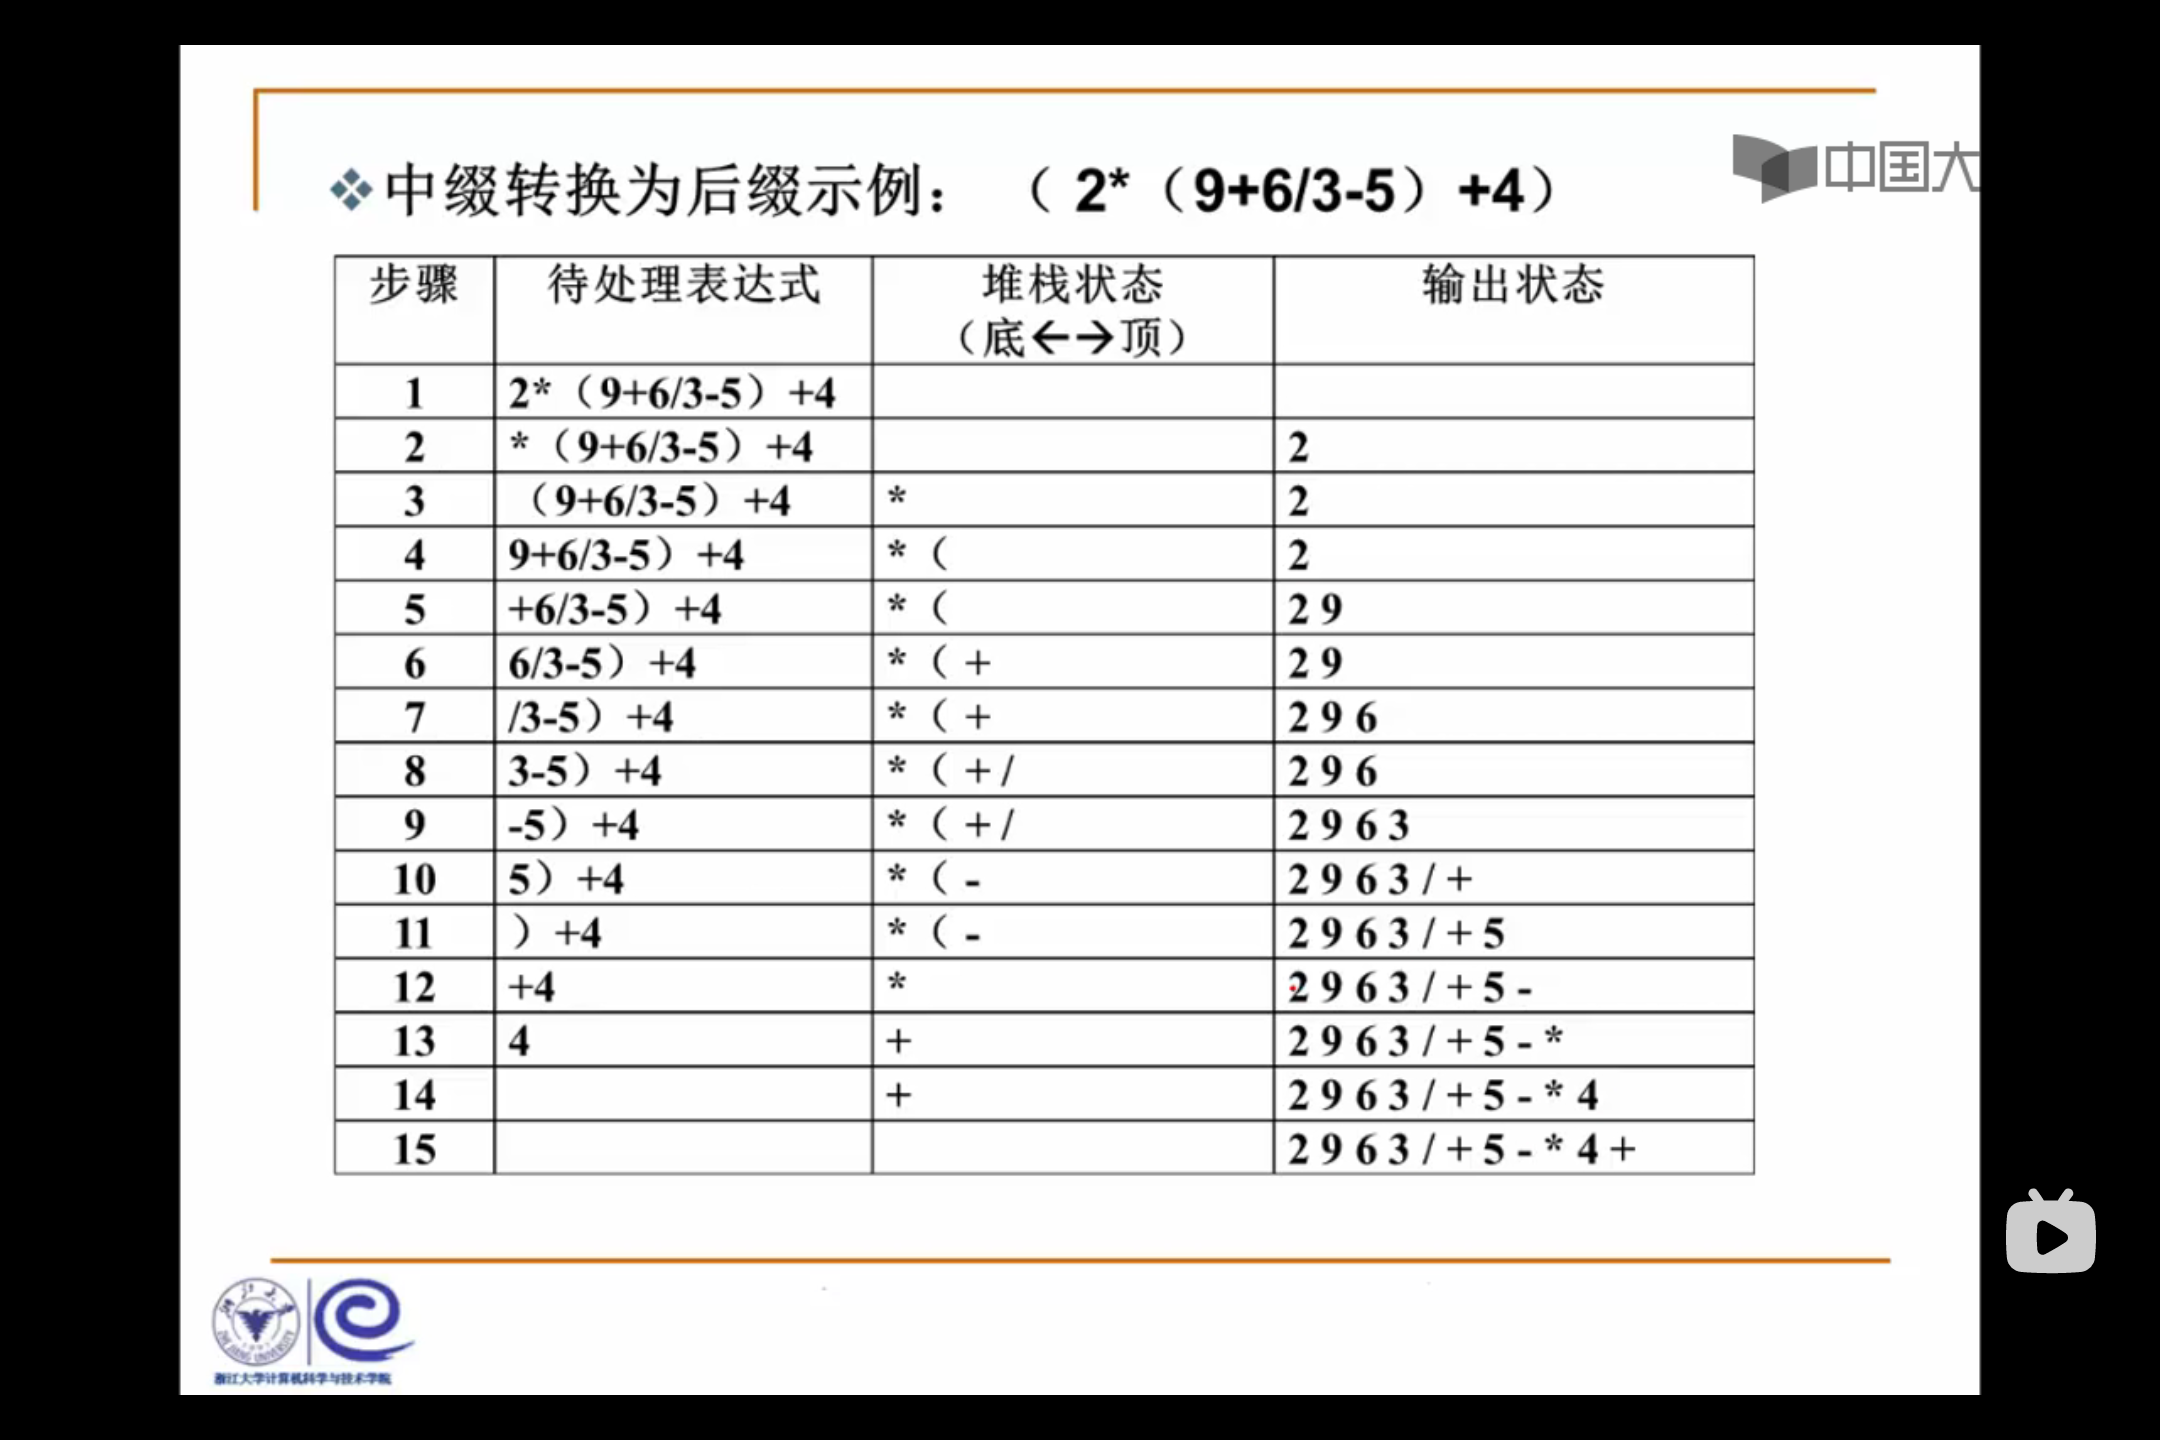 中国大
中缀转换为后缀示例：（ 2*（9+6/3-5）+4）
步骤 待处理表达式 堆栈状态 输出状态
（底←→顶）
1 2*（9+6/3-5）+4
2 *（9+6/3-5）+4 2
3 （9+6/3-5）+4 * 2
4 9+6/3-5）+4 *（ 2
5 +6/3-5）+4 *（ 2 9
6 6/3-5）+4 *（ + 2 9
7 /3-5）+4 *（ + 2 9 6
8 3-5）+4 *（ + / 2 9 6
9 -5）+4 *（ + / 2 9 6 3
10 5）+4 *（ - 2 9 6 3 / +
11 ）+4 *（ - 2 9 6 3 / + 5
12 +4 * 2 9 6 3 / + 5 -
13 4 + 2 9 6 3 / + 5 - *
14 + 2 9 6 3 / + 5 - * 4
15 2 9 6 3 / + 5 - * 4 +
浙江大学计算机科学与技术学院